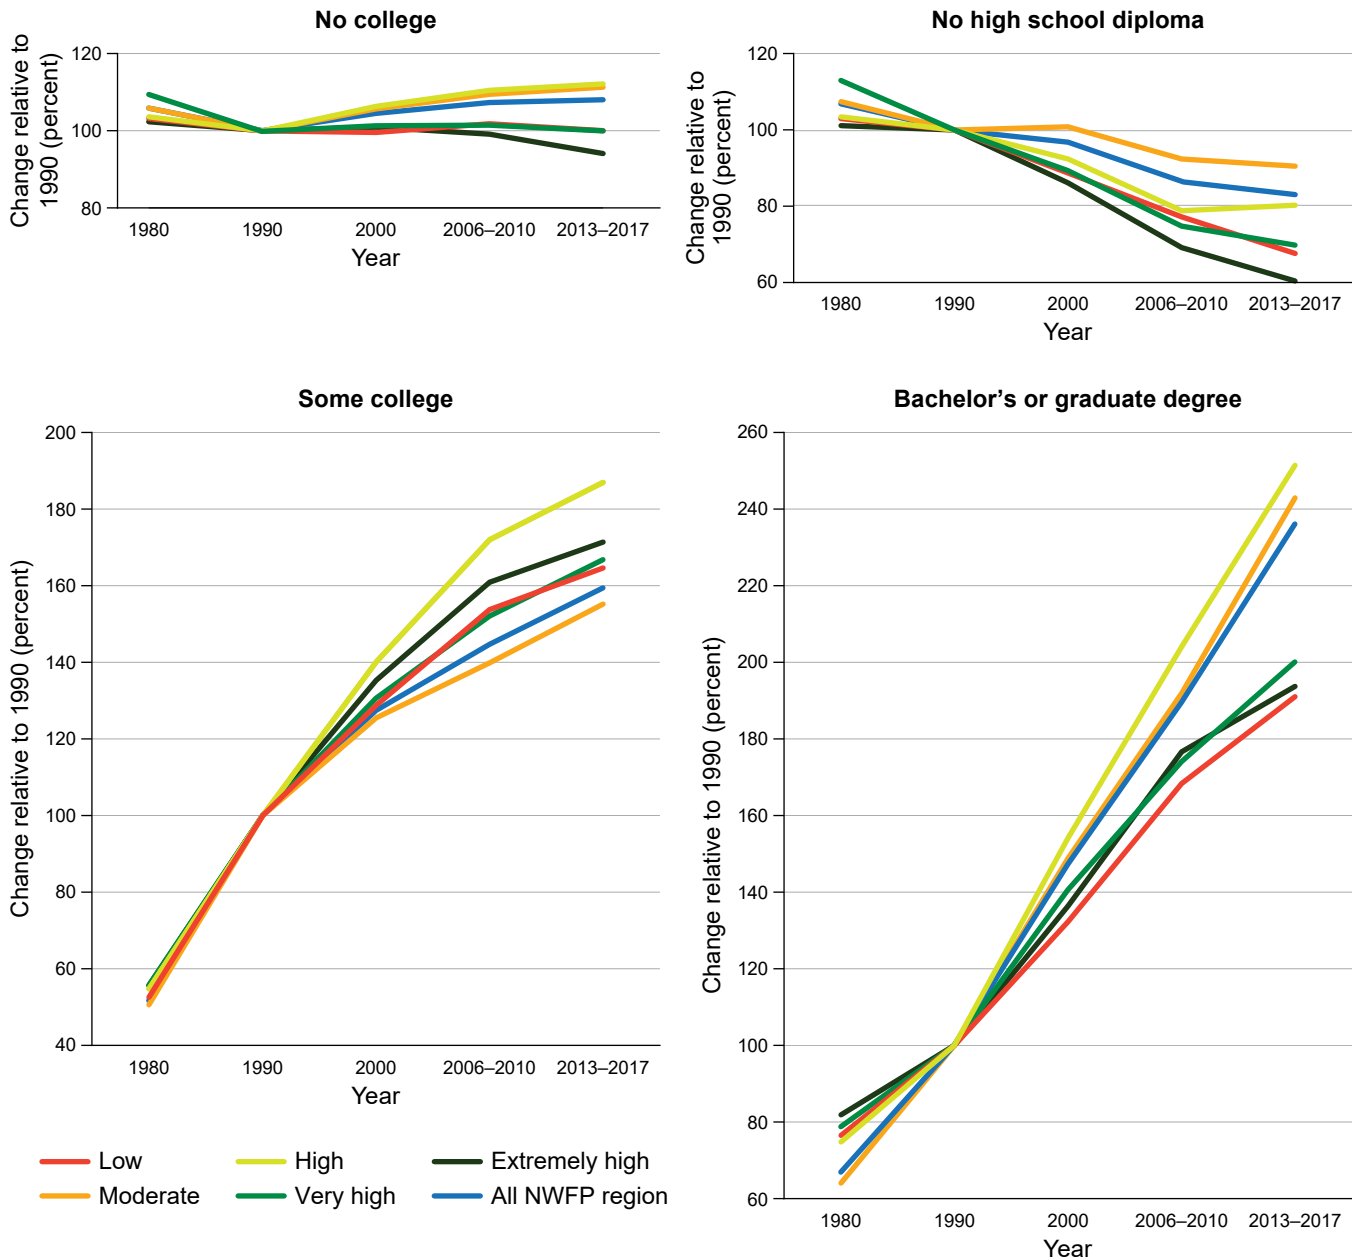 No college
Change relative to
1990 (percent)
120
100
80
1980
1990
2000
2006–2010
2013–2017
Year
No high school diploma
Change relative to
1990 (percent)
120
100
80
60
1980
1990
2000
2006–2010
2013–2017
Year
Some college
Change relative to 1990 (percent)
200
180
160
140
120
100
80
60
40
1980
1990
2000
2006–2010
2013–2017
Year
Bachelor’s or graduate degree
Change relative to 1990 (percent)
260
240
220
200
180
160
140
120
100
80
60
1980
1990
2000
2006–2010
2013–2017
Year
Low
High
Extremely high
Moderate
Very high
All NWFP region